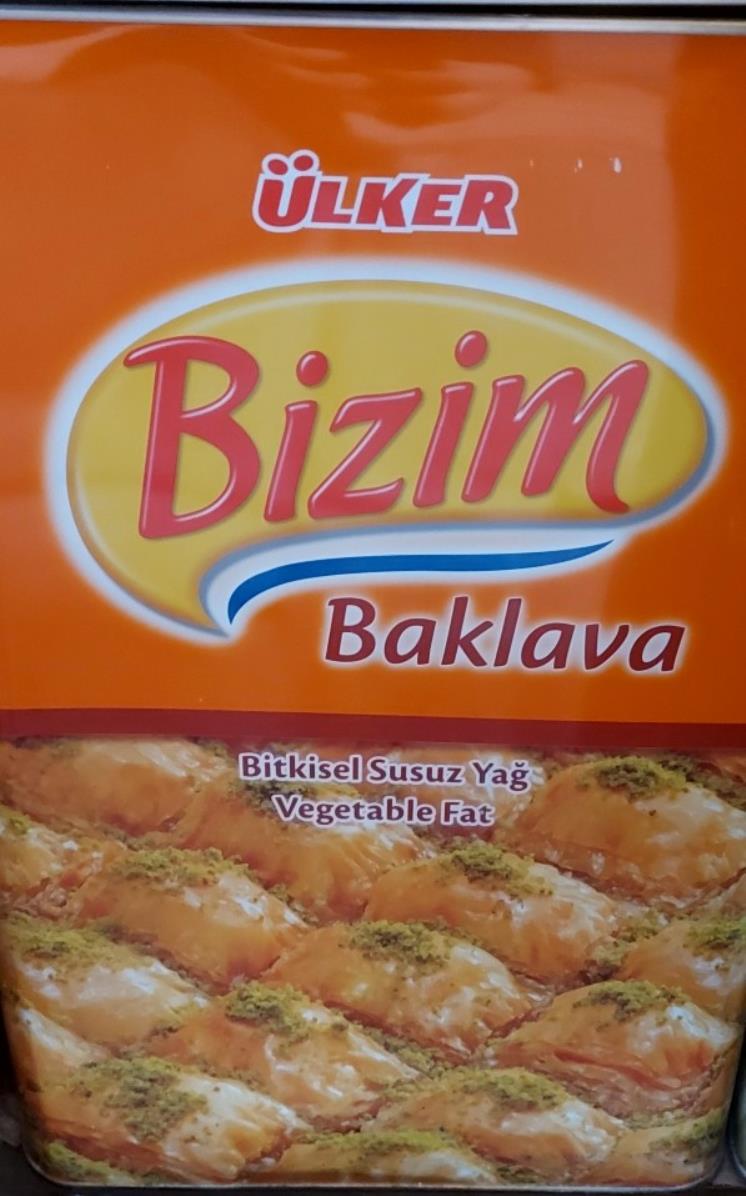 ÜLKER
Bizim
Baklava
Bitkisel Susuz Yağ
Vegetable Fat